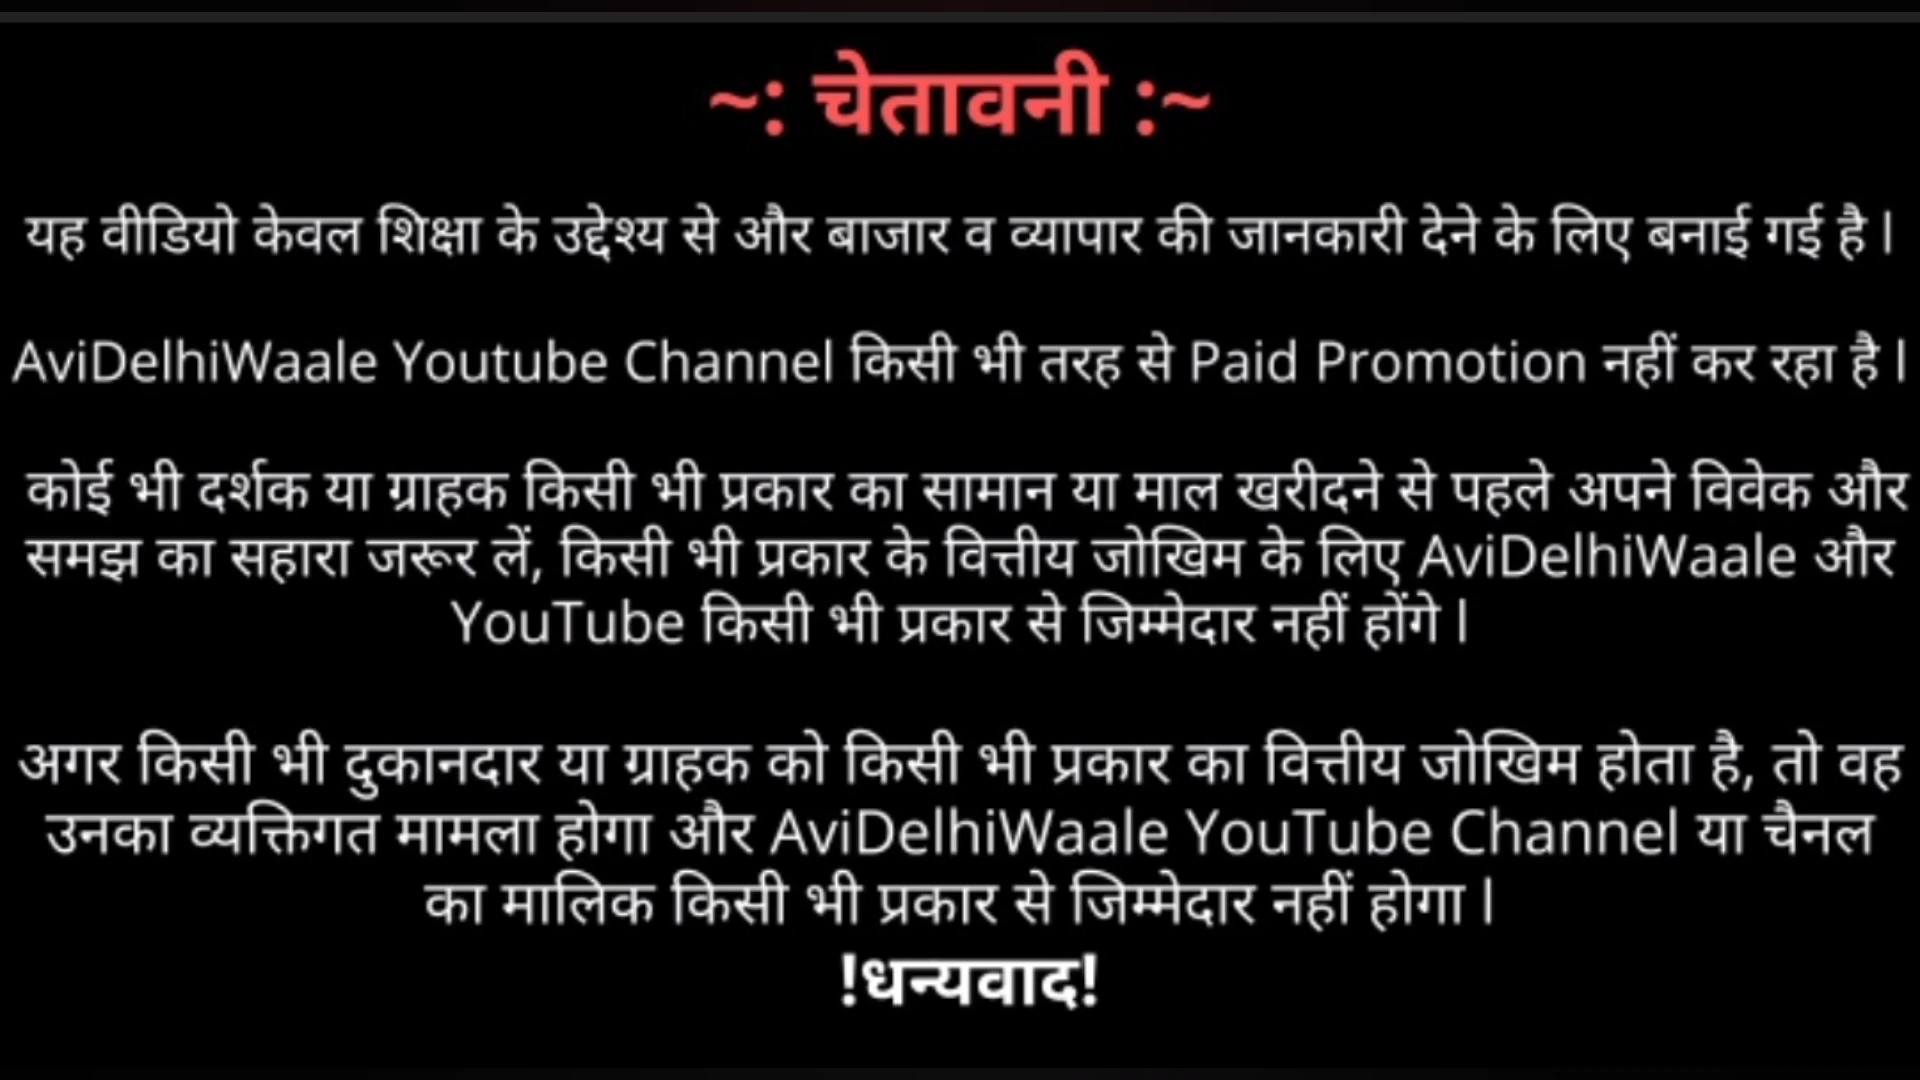 ~: चेतावनी :~
यह वीडियो केवल शिक्षा के उद्देश्य से और बाजार व व्यापार की जानकारी देने के लिए बनाई गई है l
AviDelhiWaale Youtube Channel किसी भी तरह से Paid Promotion नहीं कर रहा है l
कोई भी दर्शक या ग्राहक किसी भी प्रकार का सामान या माल खरीदने से पहले अपने विवेक और
समझ का सहारा जरूर लें, किसी भी प्रकार के वित्तीय जोखिम के लिए AviDelhiWaale और
YouTube किसी भी प्रकार से जिम्मेदार नहीं होंगे l
अगर किसी भी दुकानदार या ग्राहक को किसी भी प्रकार का वित्तीय जोखिम होता है, तो वह
उनका व्यक्तिगत मामला होगा और AviDelhiWaale YouTube Channel या चैनल
का मालिक किसी भी प्रकार से जिम्मेदार नहीं होगा l
!धन्यवाद!